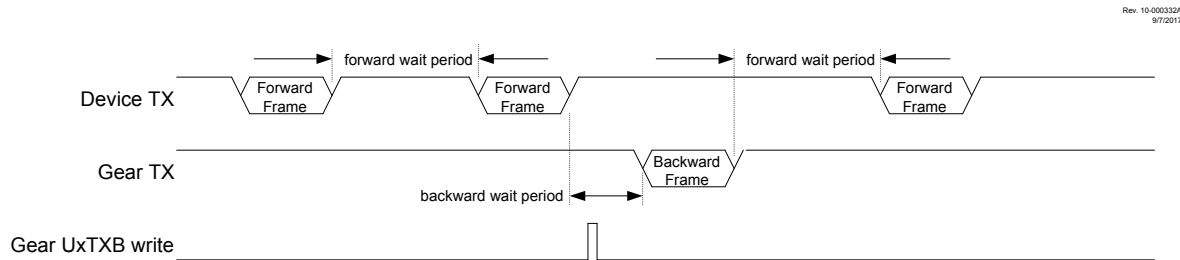 Rev. 10-000332A
9/7/2017
forward wait period
forward wait period
Device TX
Forward
Frame
Forward
Frame
Forward
Frame
Gear TX
Backward
Frame
backward wait period
Gear UxTXB write